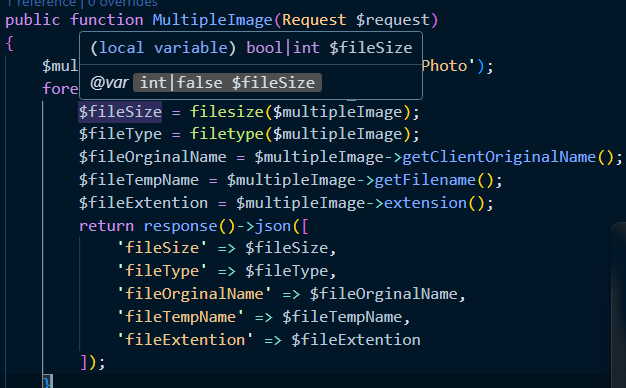 1 reference | 0 overrides
public function MultipleImage(Request $request)
{
(local variable) bool|int $fileSize
$mul Photo');
@var int|false $fileSize
fore
$fileSize = filesize($multipleImage);
$fileType = filetype($multipleImage);
$fileOrginalName = $multipleImage->getClientOriginalName();
$fileTempName = $multipleImage->getFilename();
$fileExtention = $multipleImage->extension();
return response()->json([
'fileSize' => $fileSize,
'fileType' => $fileType,
'fileOrginalName' => $fileOrginalName,
'fileTempName' => $fileTempName,
'fileExtention' => $fileExtention
]);
}